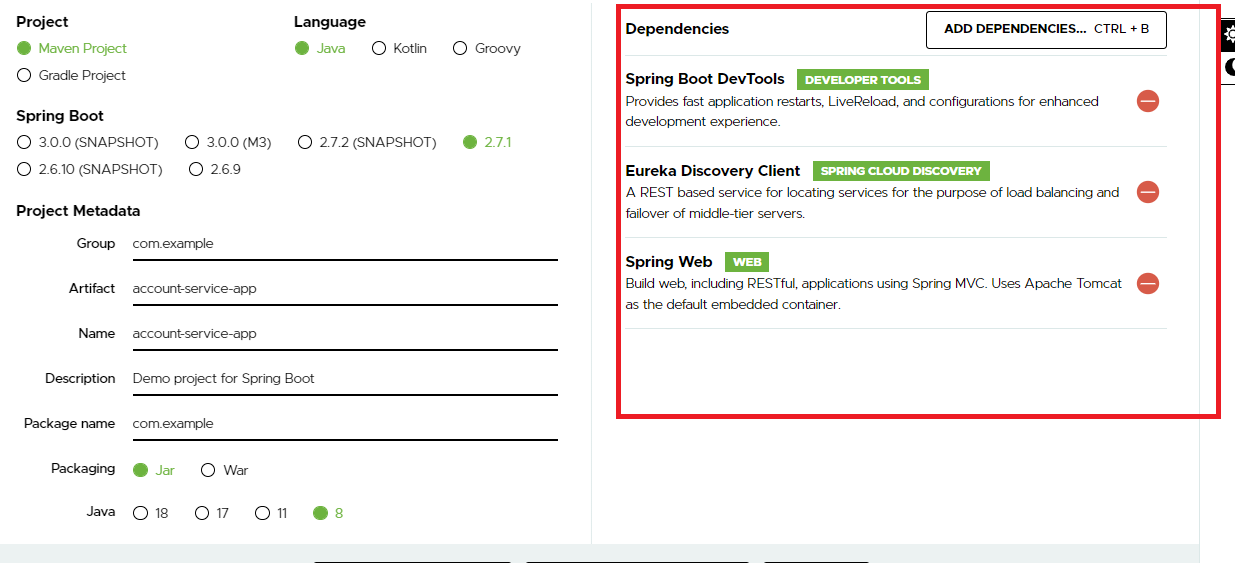 Project
Maven Project
Gradle Project
Language
Java Kotlin Groovy
Spring Boot
3.0.0 (SNAPSHOT) 3.0.0 (M3) 2.7.2 (SNAPSHOT) 2.7.1
2.6.10 (SNAPSHOT) 2.6.9
Project Metadata
Group com.example
Artifact account-service-app
Name account-service-app
Description Demo project for Spring Boot
Package name com.example
Packaging Jar War
Java 18 17 11 8
Dependencies ADD DEPENDENCIES... CTRL + B
Spring Boot DevTools DEVELOPER TOOLS
Provides fast application restarts, LiveReload, and configurations for enhanced
development experience.
Eureka Discovery Client SPRING CLOUD DISCOVERY
A REST based service for locating services for the purpose of load balancing and
failover of middle-tier servers.
Spring Web WEB
Build web, including RESTful, applications using Spring MVC. Uses Apache Tomcat
as the default embedded container.